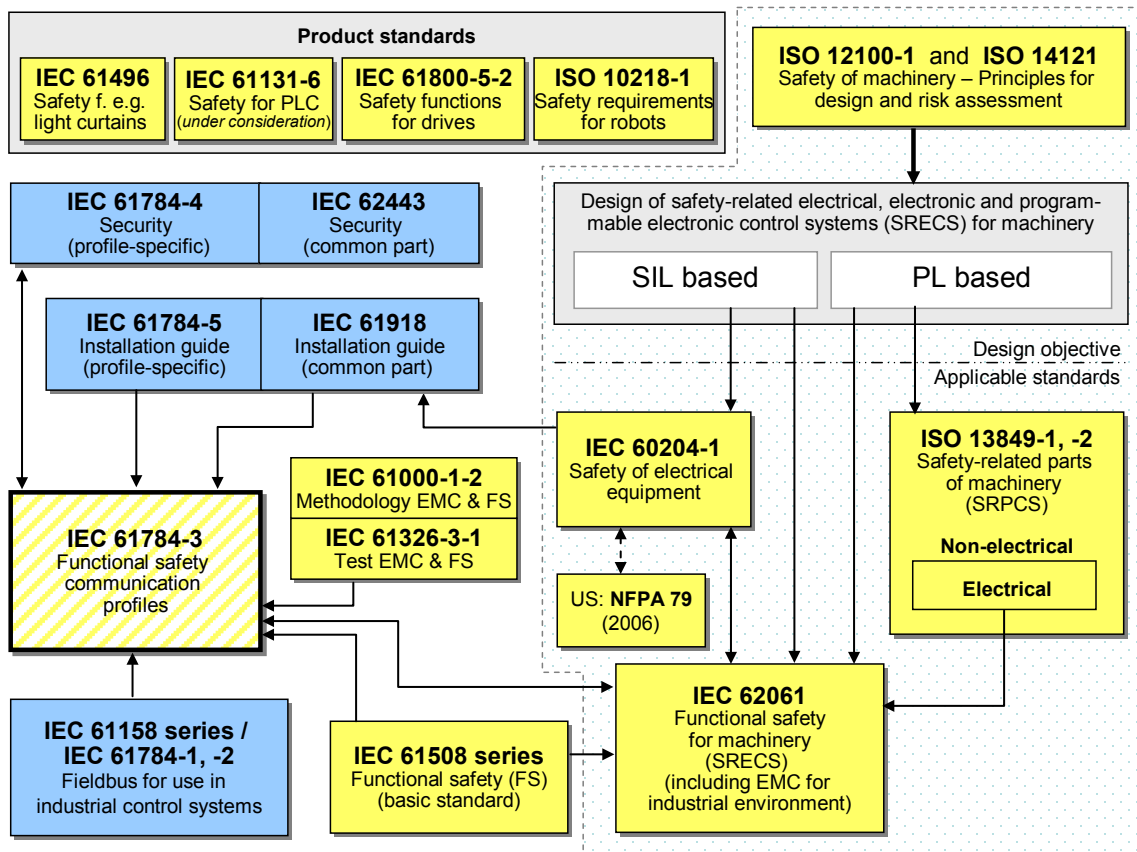 Product standards
IEC 61496
Safety f. e.g.
light curtains
IEC 61131-6
Safety for PLC
(under consideration)
IEC 61800-5-2
Safety functions
for drives
ISO 10218-1
Safety requirements
for robots
ISO 12100-1 and ISO 14121
Safety of machinery – Principles for
design and risk assessment
IEC 61784-4
Security
(profile-specific)
IEC 62443
Security
(common part)
Design of safety-related electrical, electronic and program-
mable electronic control systems (SRECS) for machinery
SIL based
PL based
IEC 61784-5
Installation guide
(profile-specific)
IEC 61918
Installation guide
(common part)
Design objective
Applicable standards
IEC 60204-1
Safety of electrical
equipment
ISO 13849-1, -2
Safety-related parts
of machinery
(SRPCS)
Non-electrical
Electrical
IEC 61000-1-2
Methodology EMC & FS
IEC 61326-3-1
Test EMC & FS
IEC 61784-3
Functional safety
communication
profiles
US: NFPA 79
(2006)
IEC 62061
Functional safety
for machinery
(SRECS)
(including EMC for
industrial environment)
IEC 61158 series /
IEC 61784-1, -2
Fieldbus for use in
industrial control systems
IEC 61508 series
Functional safety (FS)
(basic standard)